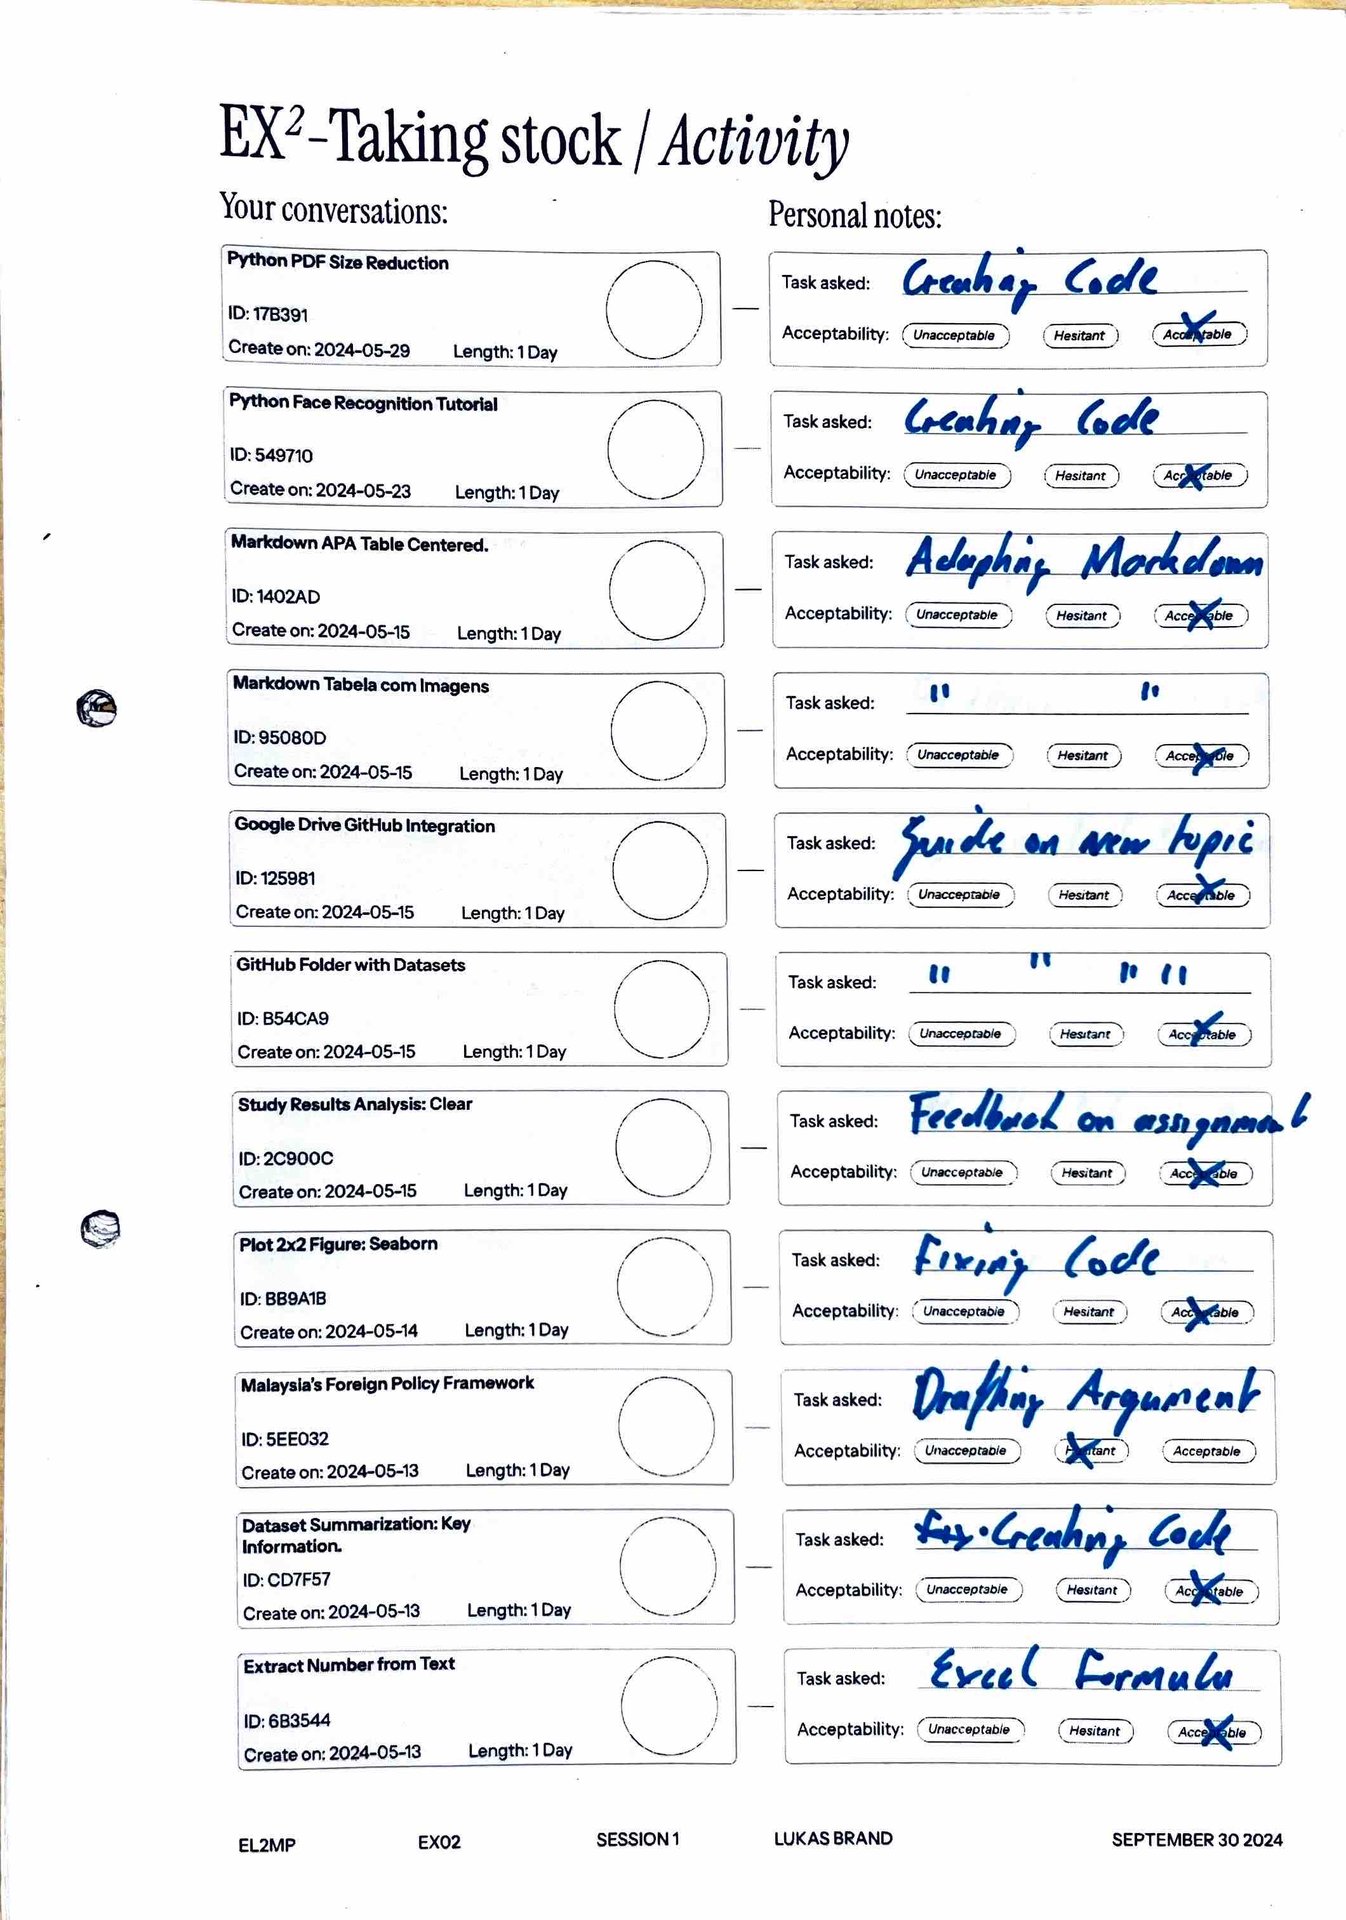 EX²-Taking stock / Activity
Your conversations:
Personal notes:
Python PDF Size Reduction
ID: 17B391
Create on: 2024-05-29 Length: 1 Day
Task asked: Creating Code
Acceptability: Unacceptable Hesitant Acceptable
Python Face Recognition Tutorial
ID: 549710
Create on: 2024-05-23 Length: 1 Day
Task asked: Creating Code
Acceptability: Unacceptable Hesitant Acceptable
Markdown APA Table Centered.
ID: 1402AD
Create on: 2024-05-15 Length: 1 Day
Task asked: Adapting Markdown
Acceptability: Unacceptable Hesitant Acceptable
Markdown Tabela com Imagens
ID: 95080D
Create on: 2024-05-15 Length: 1 Day
Task asked: " "
Acceptability: Unacceptable Hesitant Acceptable
Google Drive GitHub Integration
ID: 125981
Create on: 2024-05-15 Length: 1 Day
Task asked: Guide on new topic
Acceptability: Unacceptable Hesitant Acceptable
GitHub Folder with Datasets
ID: B54CA9
Create on: 2024-05-15 Length: 1 Day
Task asked: " " " "
Acceptability: Unacceptable Hesitant Acceptable
Study Results Analysis: Clear
ID: 2C900C
Create on: 2024-05-15 Length: 1 Day
Task asked: Feedback on assignment
Acceptability: Unacceptable Hesitant Acceptable
Plot 2x2 Figure: Seaborn
ID: BB9A1B
Create on: 2024-05-14 Length: 1 Day
Task asked: Fixing Code
Acceptability: Unacceptable Hesitant Acceptable
Malaysia's Foreign Policy Framework
ID: 5EE032
Create on: 2024-05-13 Length: 1 Day
Task asked: Drafting Argument
Acceptability: Unacceptable Hesitant Acceptable
Dataset Summarization: Key
Information.
ID: CD7F57
Create on: 2024-05-13 Length: 1 Day
Task asked: Creating Code
Acceptability: Unacceptable Hesitant Acceptable
Extract Number from Text
ID: 6B3544
Create on: 2024-05-13 Length: 1 Day
Task asked: Excel Formula
Acceptability: Unacceptable Hesitant Acceptable
EL2MP EX02 SESSION 1 LUKAS BRAND SEPTEMBER 30 2024